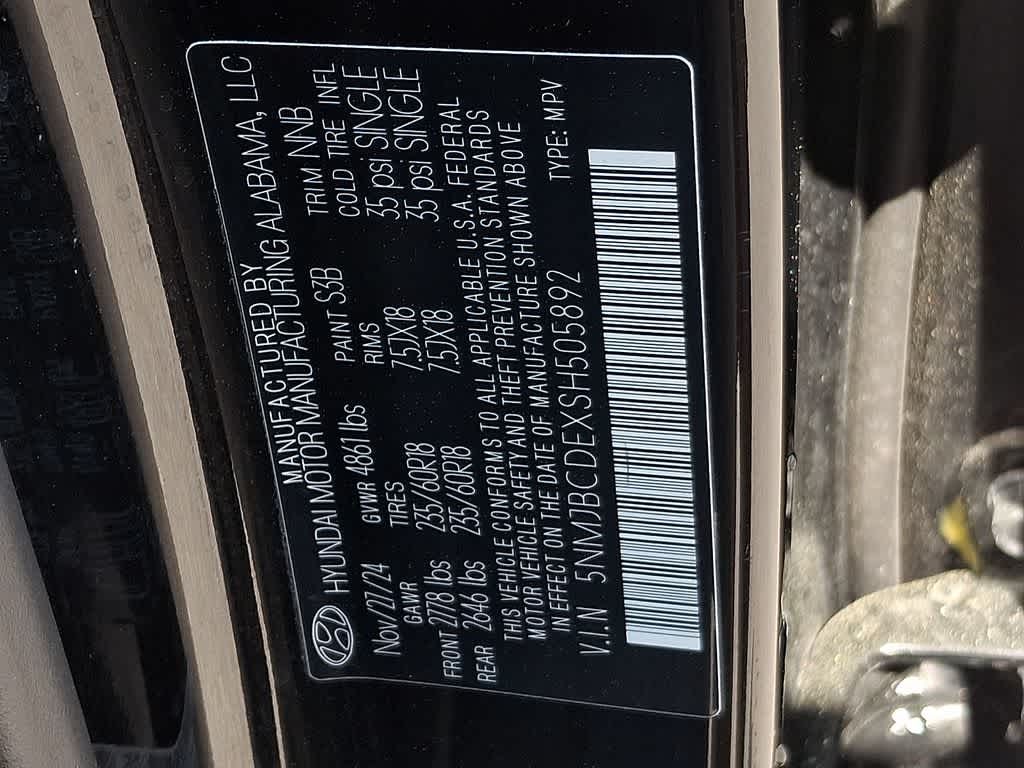 MANUFACTURED BY
HYUNDAI MOTOR MANUFACTURING ALABAMA, LLC
Nov/27/24 GVWR 4861 lbs PAINT S3B TRIM NNB
GAWR TIRES RMS COLD TIRE INFL
FRONT 2778 lbs 235/60R18 7.5JX18 35 psi SINGLE
REAR 2646 lbs 235/60R18 7.5JX18 35 psi SINGLE
THIS VEHICLE CONFORMS TO ALL APPLICABLE U.S.A. FEDERAL
MOTOR VEHICLE SAFETY AND THEFT PREVENTION STANDARDS
IN EFFECT ON THE DATE OF MANUFACTURE SHOWN ABOVE
V.I.N 5NMJBCDEXSH505892 TYPE: MPV